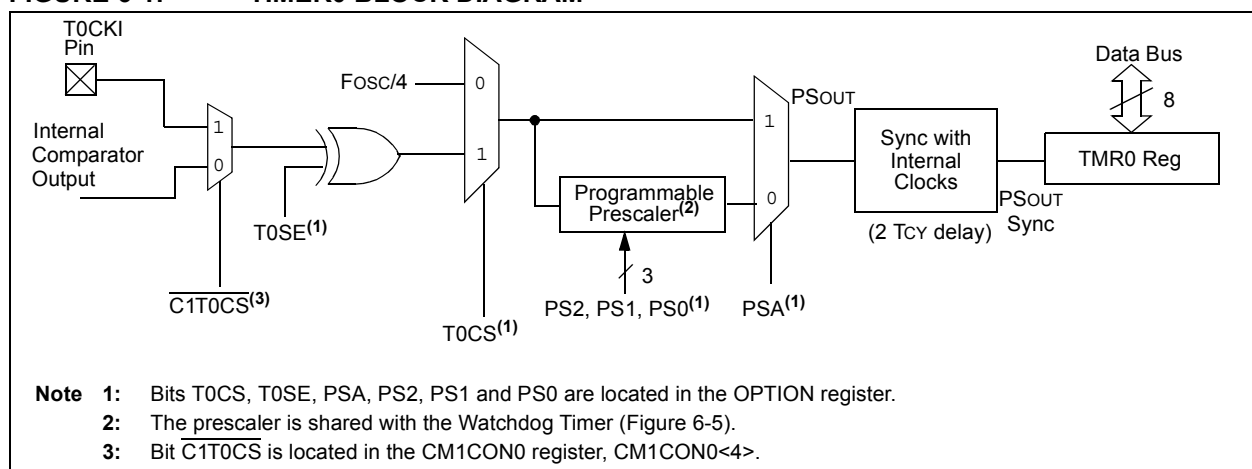 T0CKI
Pin
Internal
Comparator
Output
1
0
C1T0CS(3)
T0SE(1)
FOSC/4
0
1
T0CS(1)
Programmable
Prescaler(2)
3
PS2, PS1, PS0(1)
1
0
PSA(1)
PSOUT
Sync with
Internal
Clocks
(2 TCY delay)
PSOUT
Sync
Data Bus
8
TMR0 Reg
Note 1: Bits T0CS, T0SE, PSA, PS2, PS1 and PS0 are located in the OPTION register.
2: The prescaler is shared with the Watchdog Timer (Figure 6-5).
3: Bit C1T0CS is located in the CM1CON0 register, CM1CON0<4>.